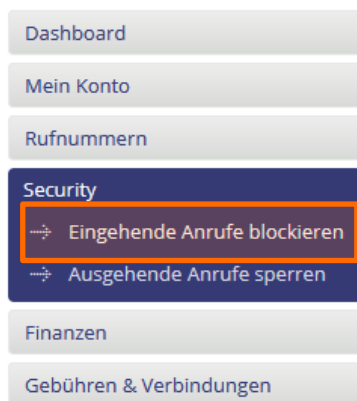 Dashboard
Mein Konto
Rufnummern
Security
Eingehende Anrufe blockieren
Ausgehende Anrufe sperren
Finanzen
Gebühren & Verbindungen